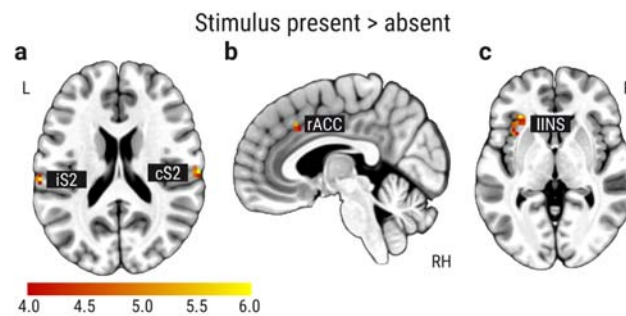 Stimulus present > absent
a
b
c
L
iS2
cS2
rACC
lINS
RH
4.0 4.5 5.0 5.5 6.0